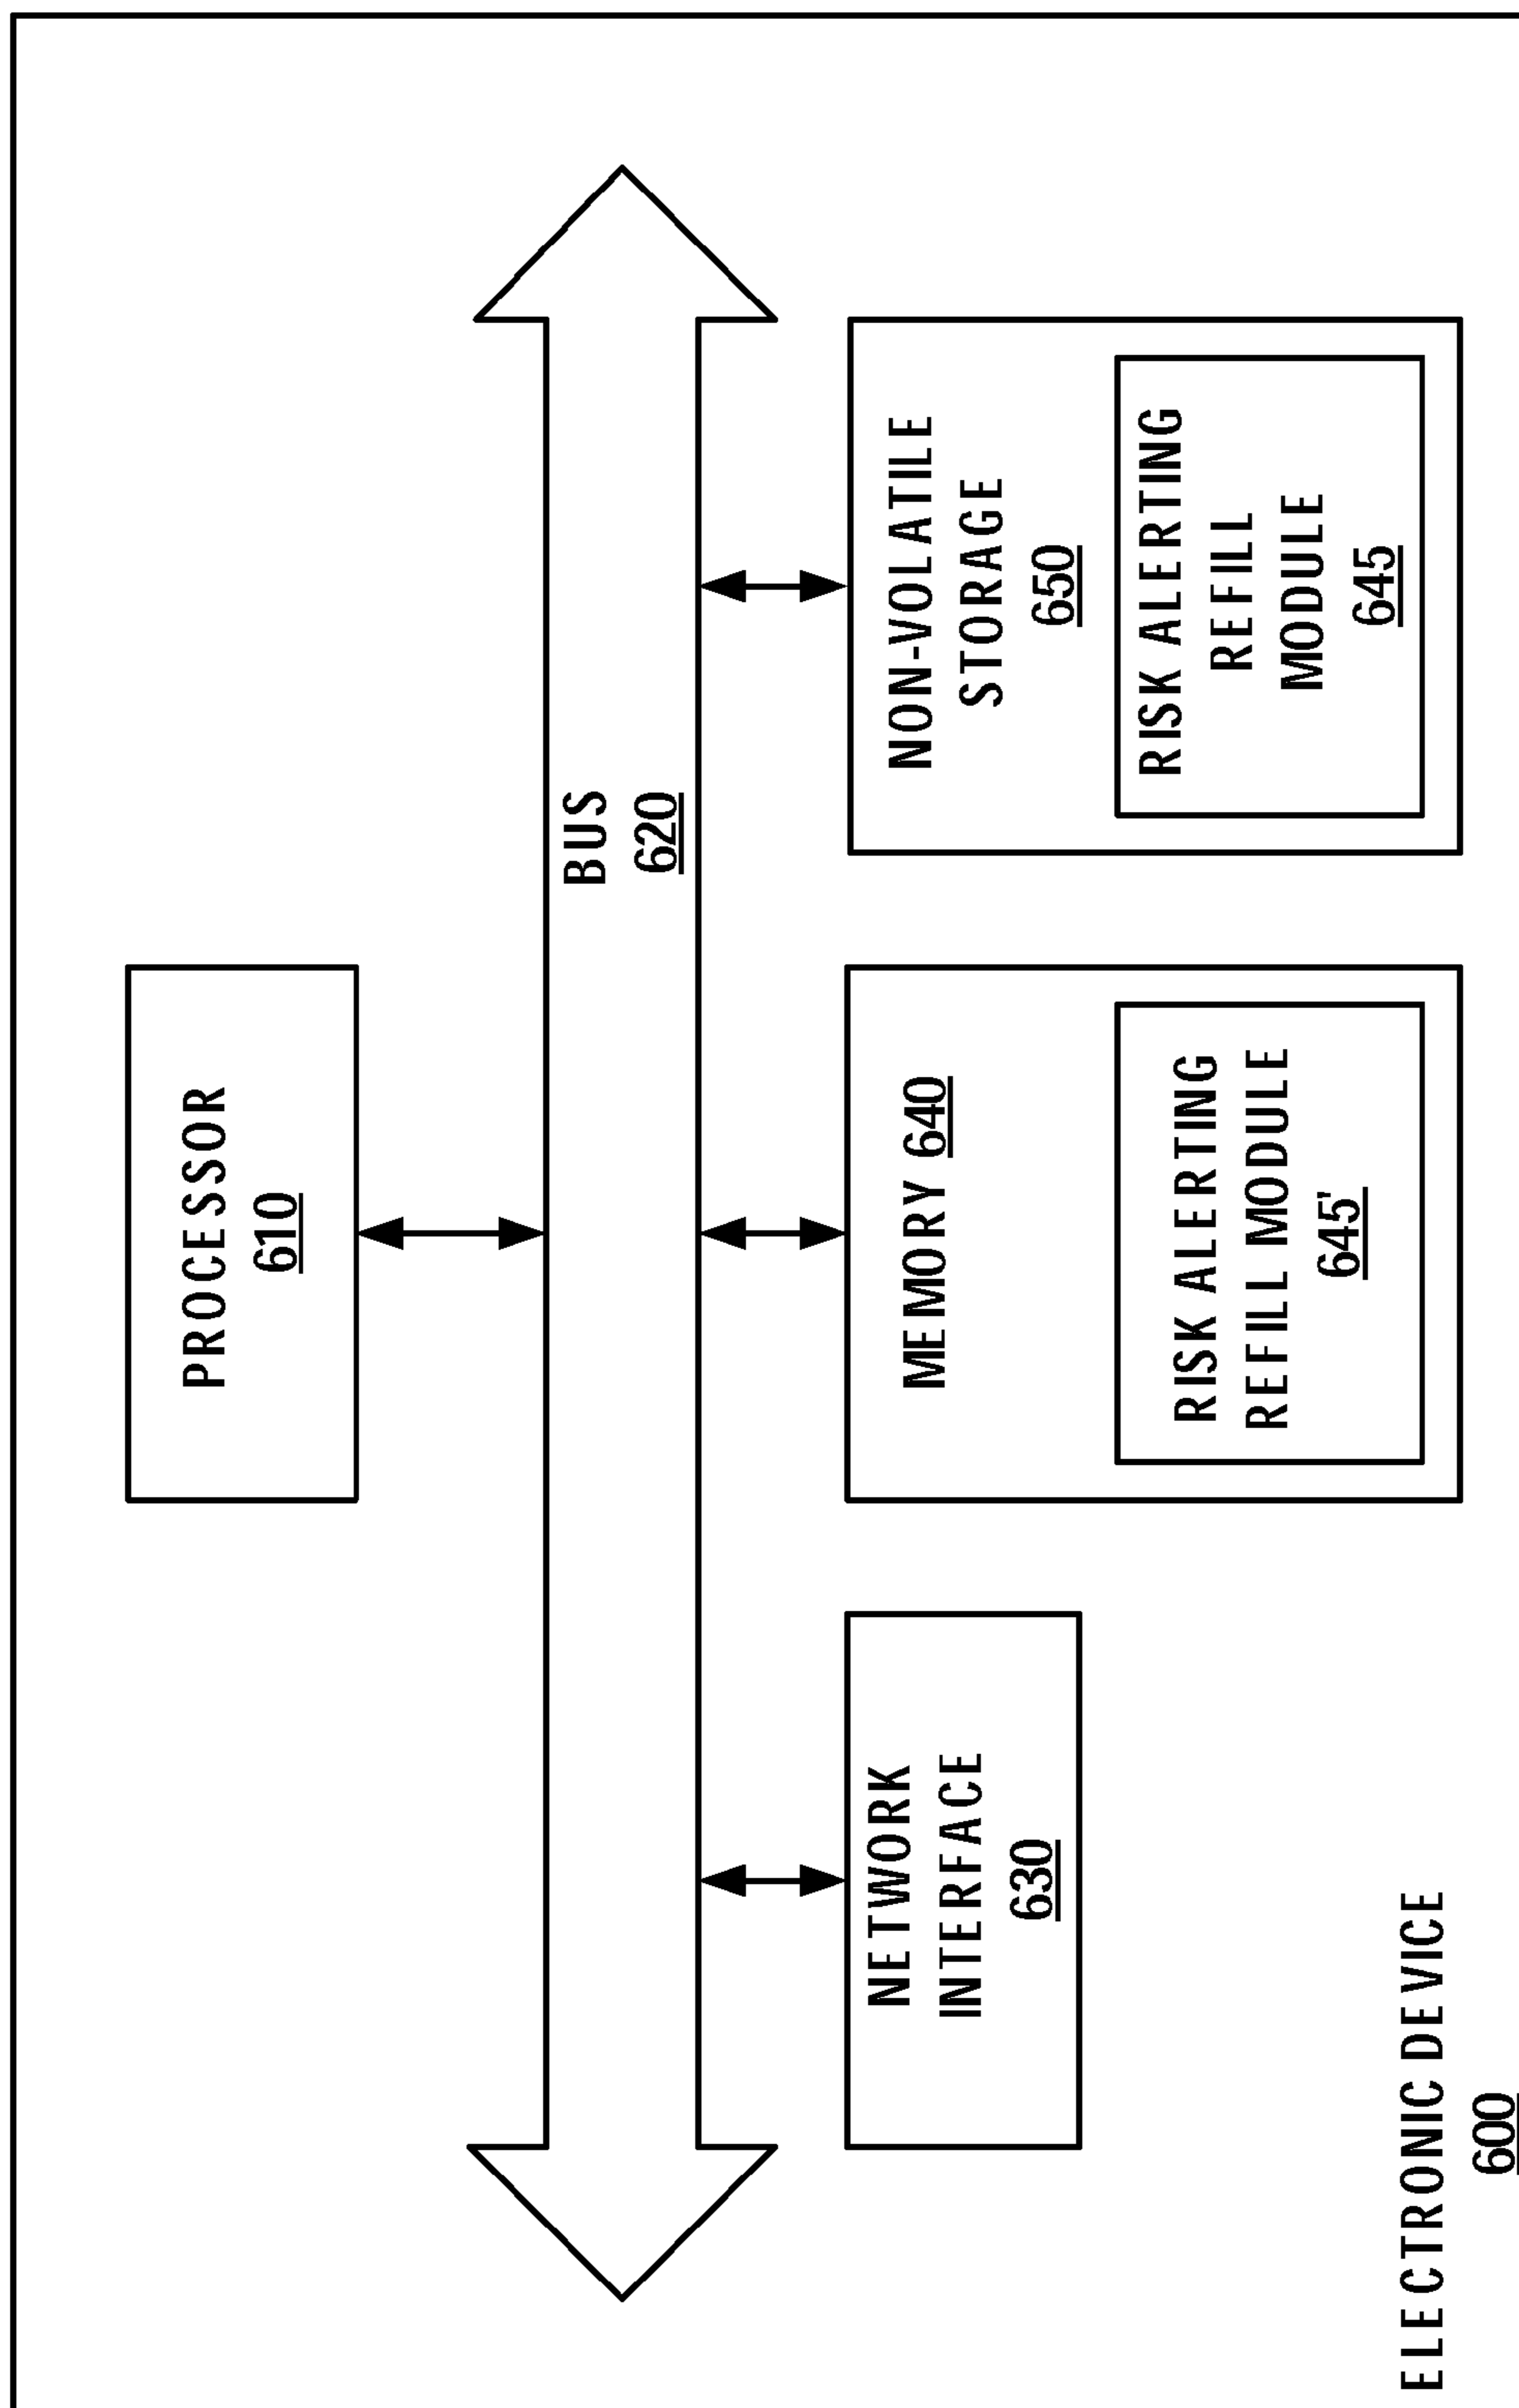 PROCESSOR
610
BUS
620
NETWORK
INTERFACE
630
MEMORY 640
RISK ALERTING
REFILL MODULE
645'
NON-VOLATILE
STORAGE
650
RISK ALERTING
REFILL
MODULE
645
ELECTRONIC DEVICE
600